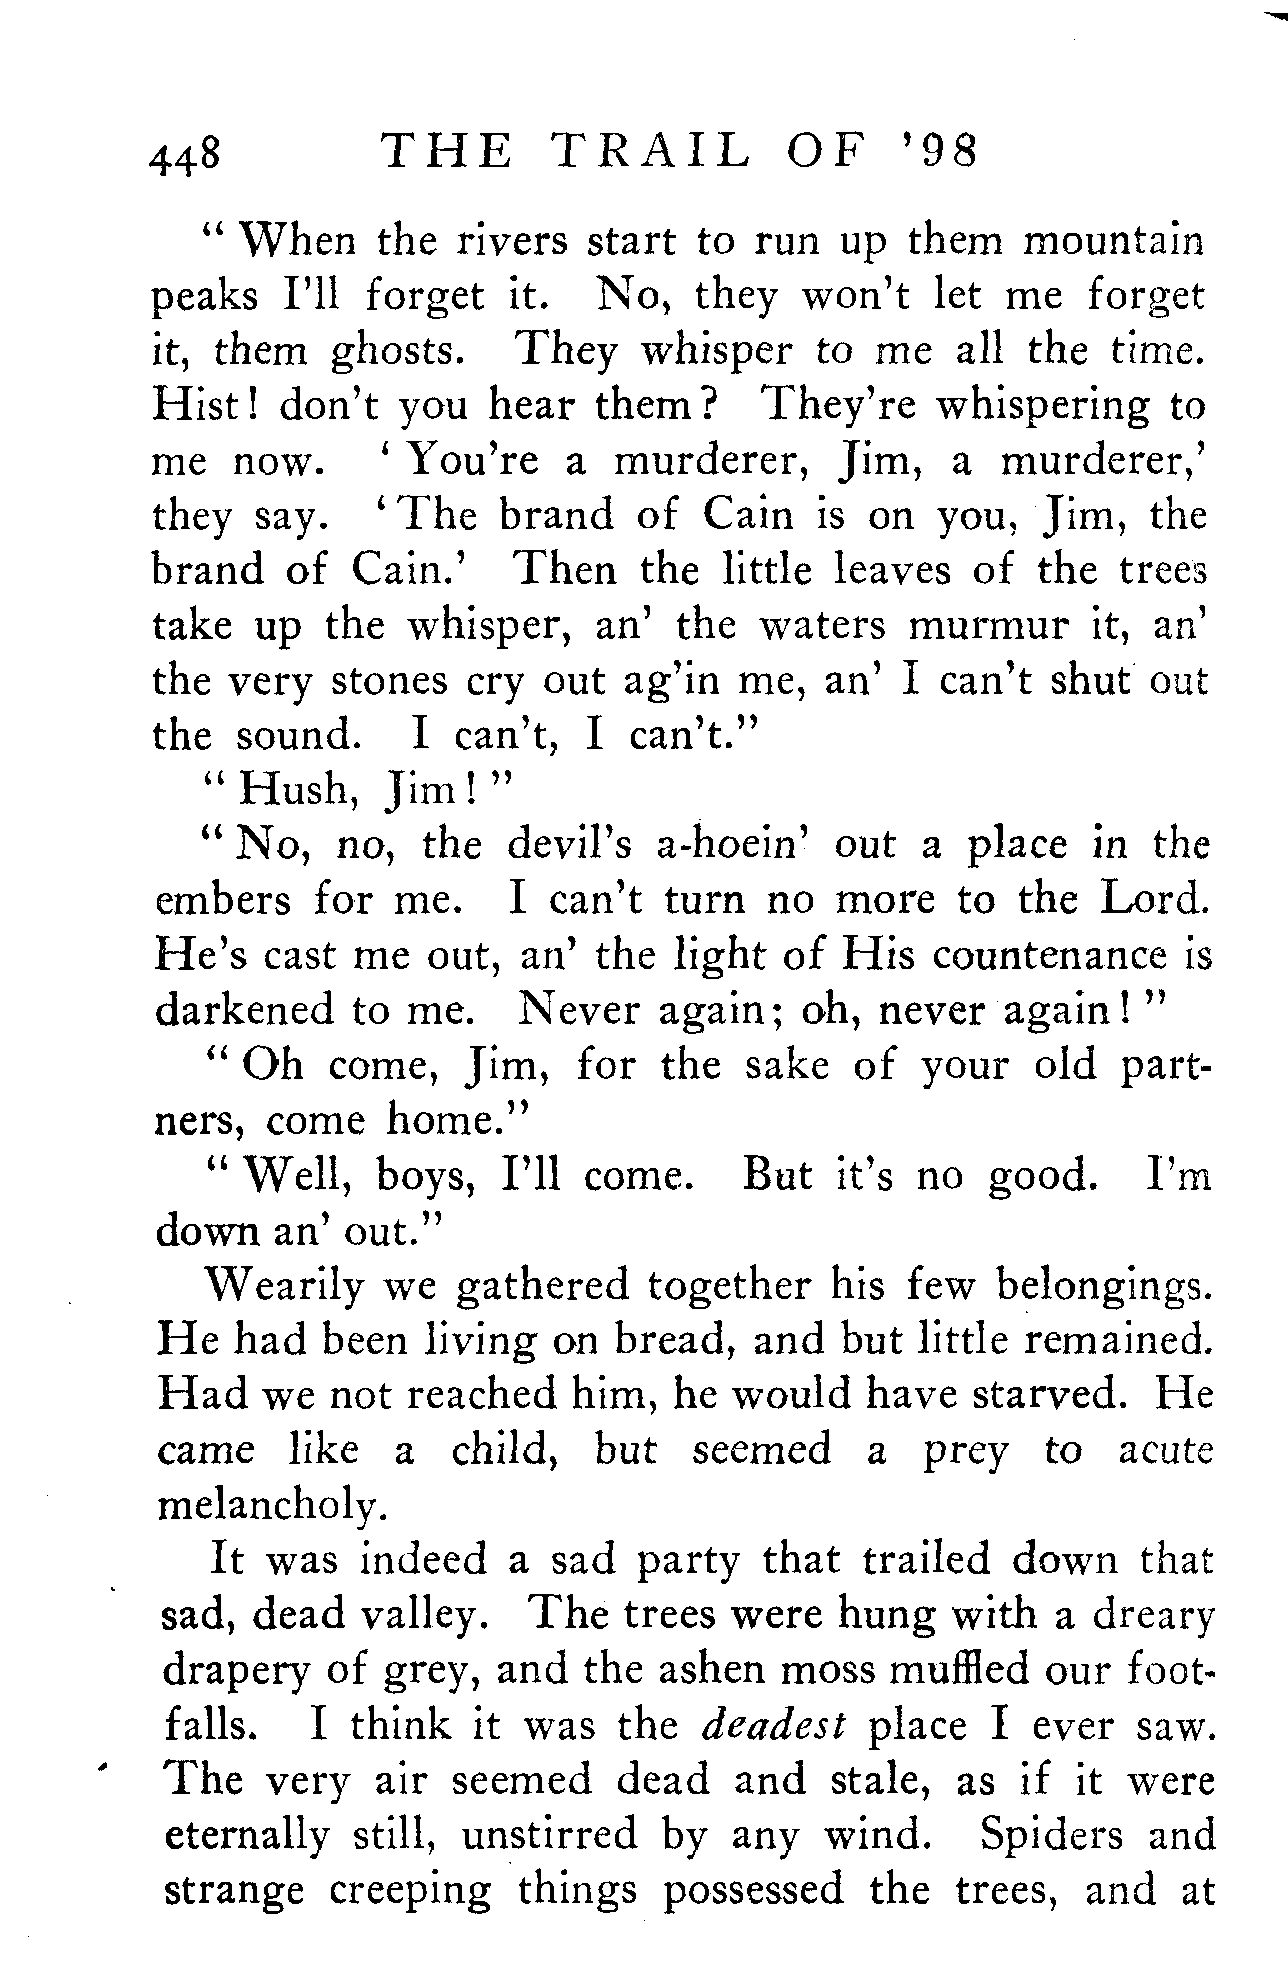 448 THE TRAIL OF '98
“ When the rivers start to run up them mountain
peaks I'll forget it. No, they won't let me forget
it, them ghosts. They whisper to me all the time.
Hist! don't you hear them? They're whispering to
me now. ‘ You're a murderer, Jim, a murderer,’
they say. ‘ The brand of Cain is on you, Jim, the
brand of Cain.’ Then the little leaves of the trees
take up the whisper, an' the waters murmur it, an'
the very stones cry out ag'in me, an' I can't shut out
the sound. I can't, I can't.”
“ Hush, Jim! ”
“ No, no, the devil's a-hoein' out a place in the
embers for me. I can't turn no more to the Lord.
He's cast me out, an' the light of His countenance is
darkened to me. Never again; oh, never again! ”
“ Oh come, Jim, for the sake of your old part-
ners, come home.”
“ Well, boys, I'll come. But it's no good. I'm
down an' out.”
Wearily we gathered together his few belongings.
He had been living on bread, and but little remained.
Had we not reached him, he would have starved. He
came like a child, but seemed a prey to acute
melancholy.
It was indeed a sad party that trailed down that
sad, dead valley. The trees were hung with a dreary
drapery of grey, and the ashen moss muffled our foot-
falls. I think it was the deadest place I ever saw.
The very air seemed dead and stale, as if it were
eternally still, unstirred by any wind. Spiders and
strange creeping things possessed the trees, and at